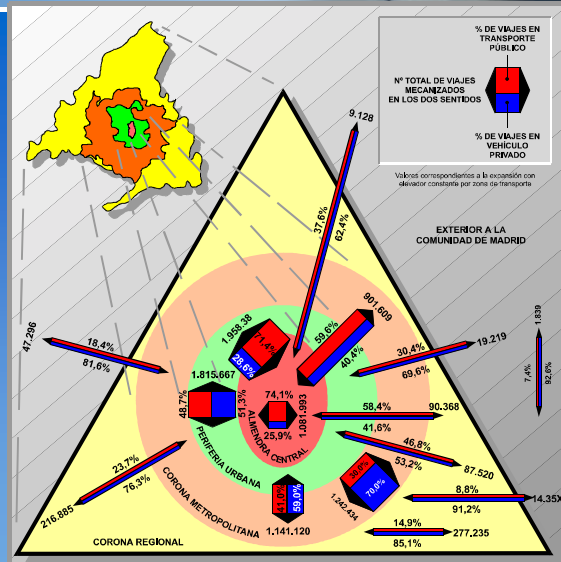 % DE VIAJES EN
TRANSPORTE
PÚBLICO
Nº TOTAL DE VIAJES
MECANIZADOS
EN LOS DOS SENTIDOS
% DE VIAJES EN
VEHÍCULO
PRIVADO
Valores correspondientes a la expansión con
elevador constante por zona de transporte
EXTERIOR A LA
COMUNIDAD DE MADRID
9.128
37,6%
62,4%
901.609
59,6%
40,4%
1.958.38
71,4%
28,6%
47.296
18,4%
81,6%
30,4%
19.219
69,6%
1.839
7,4%
92,6%
1.815.667
48,7%
51,3%
74,1%
25,9%
1.081.993
ALMENDRA CENTRAL
58,4%
90.368
41,6%
46,8%
53,2%
87.520
PERIFERIA URBANA
23,7%
76,3%
216.885
CORONA METROPOLITANA
41,0%
59,0%
1.141.120
30,0%
70,0%
1.242.434
8,8%
14.35
91,2%
14,9%
277.235
85,1%
CORONA REGIONAL